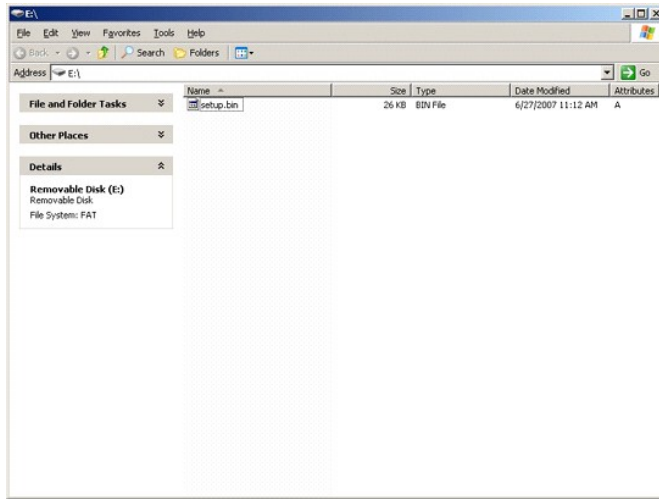 E:\
File Edit View Favorites Tools Help
Back Search Folders
Address E:\ Go
Name Size Type Date Modified Attributes
setup.bin 26 KB BIN File 6/27/2007 11:12 AM A
File and Folder Tasks
Other Places
Details
Removable Disk (E:)
Removable Disk
File System: FAT